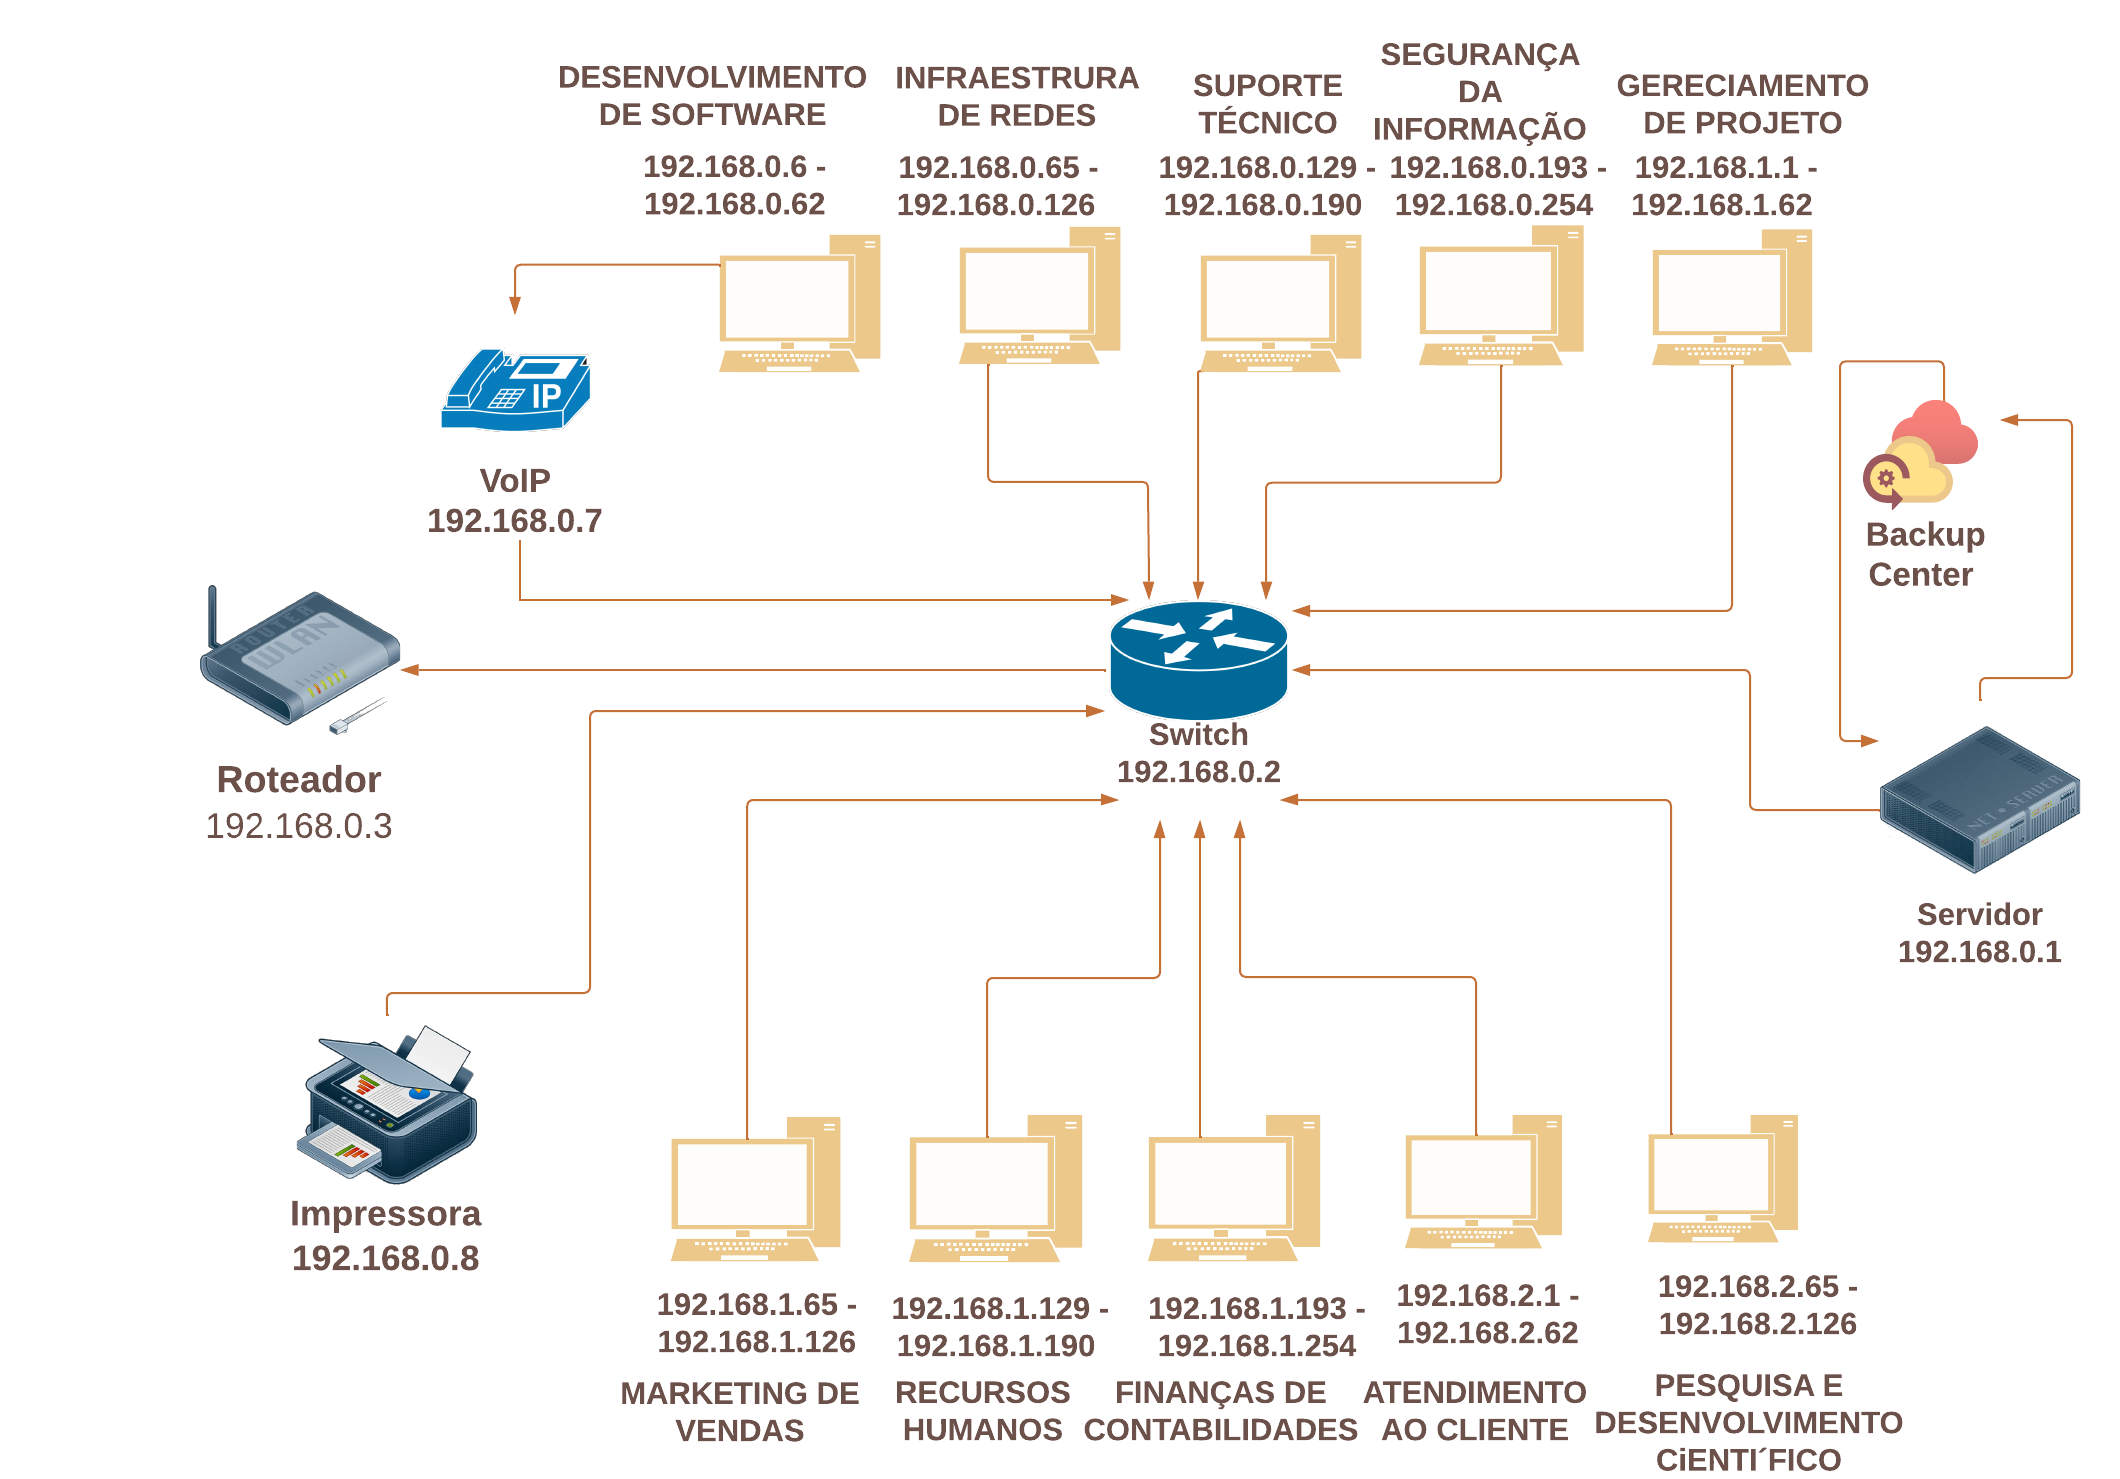 DESENVOLVIMENTO
DE SOFTWARE
192.168.0.6 -
192.168.0.62
INFRAESTRURA
DE REDES
192.168.0.65 -
192.168.0.126
SUPORTE
TÉCNICO
192.168.0.129 -
192.168.0.190
SEGURANÇA
DA
INFORMAÇÃO
192.168.0.193 -
192.168.0.254
GERECIAMENTO
DE PROJETO
192.168.1.1 -
192.168.1.62
IP
VoIP
192.168.0.7
Backup
Center
ROUTER
WLAN
Roteador
192.168.0.3
Switch
192.168.0.2
NET SERVER
Servidor
192.168.0.1
Impressora
192.168.0.8
192.168.1.65 -
192.168.1.126
MARKETING DE
VENDAS
192.168.1.129 -
192.168.1.190
RECURSOS
HUMANOS
192.168.1.193 -
192.168.1.254
FINANÇAS DE
CONTABILIDADES
192.168.2.1 -
192.168.2.62
ATENDIMENTO
AO CLIENTE
192.168.2.65 -
192.168.2.126
PESQUISA E
DESENVOLVIMENTO
CiENTI´FICO